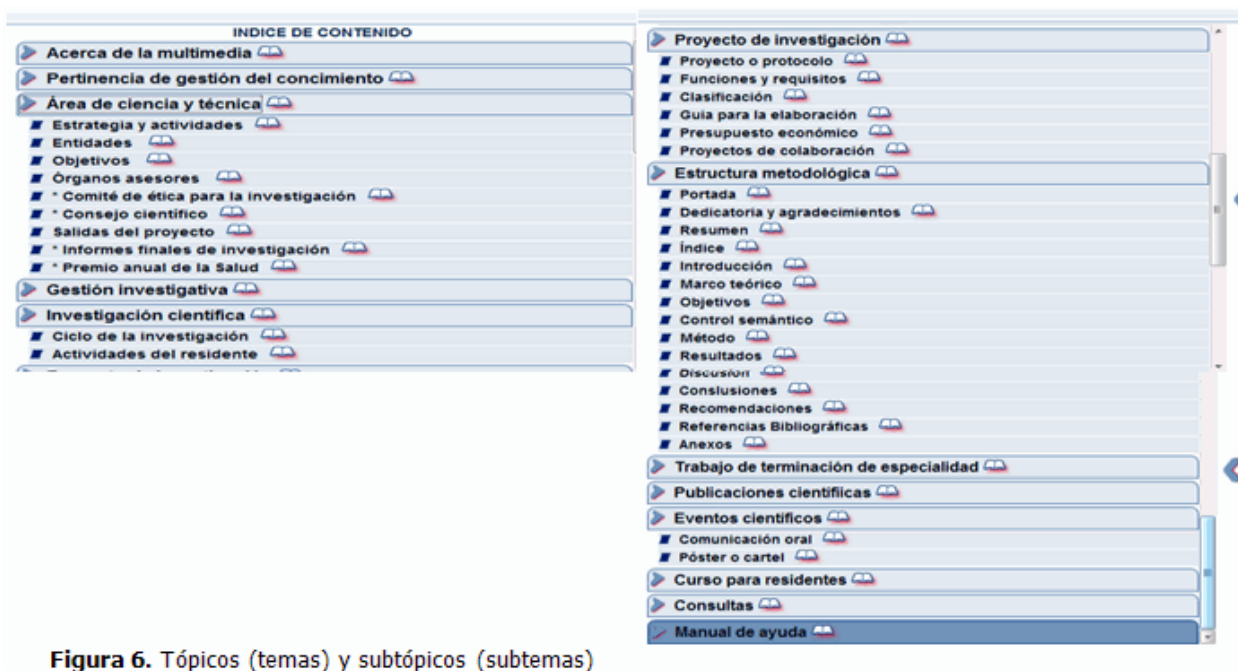 INDICE DE CONTENIDO
Acerca de la multimedia
Pertinencia de gestión del concimiento
Área de ciencia y técnica
Estrategia y actividades
Entidades
Objetivos
Órganos asesores
* Comité de ética para la investigación
* Consejo científico
Salidas del proyecto
* Informes finales de investigación
* Premio anual de la Salud
Gestión investigativa
Investigación científica
Ciclo de la investigación
Actividades del residente
Proyecto de investigación
Proyecto o protocolo
Funciones y requisitos
Clasificación
Guia para la elaboración
Presupuesto económico
Proyectos de colaboración
Estructura metodológica
Portada
Dedicatoria y agradecimientos
Resumen
Índice
Introducción
Marco teórico
Objetivos
Control semántico
Método
Resultados
Discusión
Conslusiones
Recomendaciones
Referencias Bibliográficas
Anexos
Trabajo de terminación de especialidad
Publicaciones científiicas
Eventos científicos
Comunicación oral
Póster o cartel
Curso para residentes
Consultas
Manual de ayuda
Figura 6. Tópicos (temas) y subtópicos (subtemas)